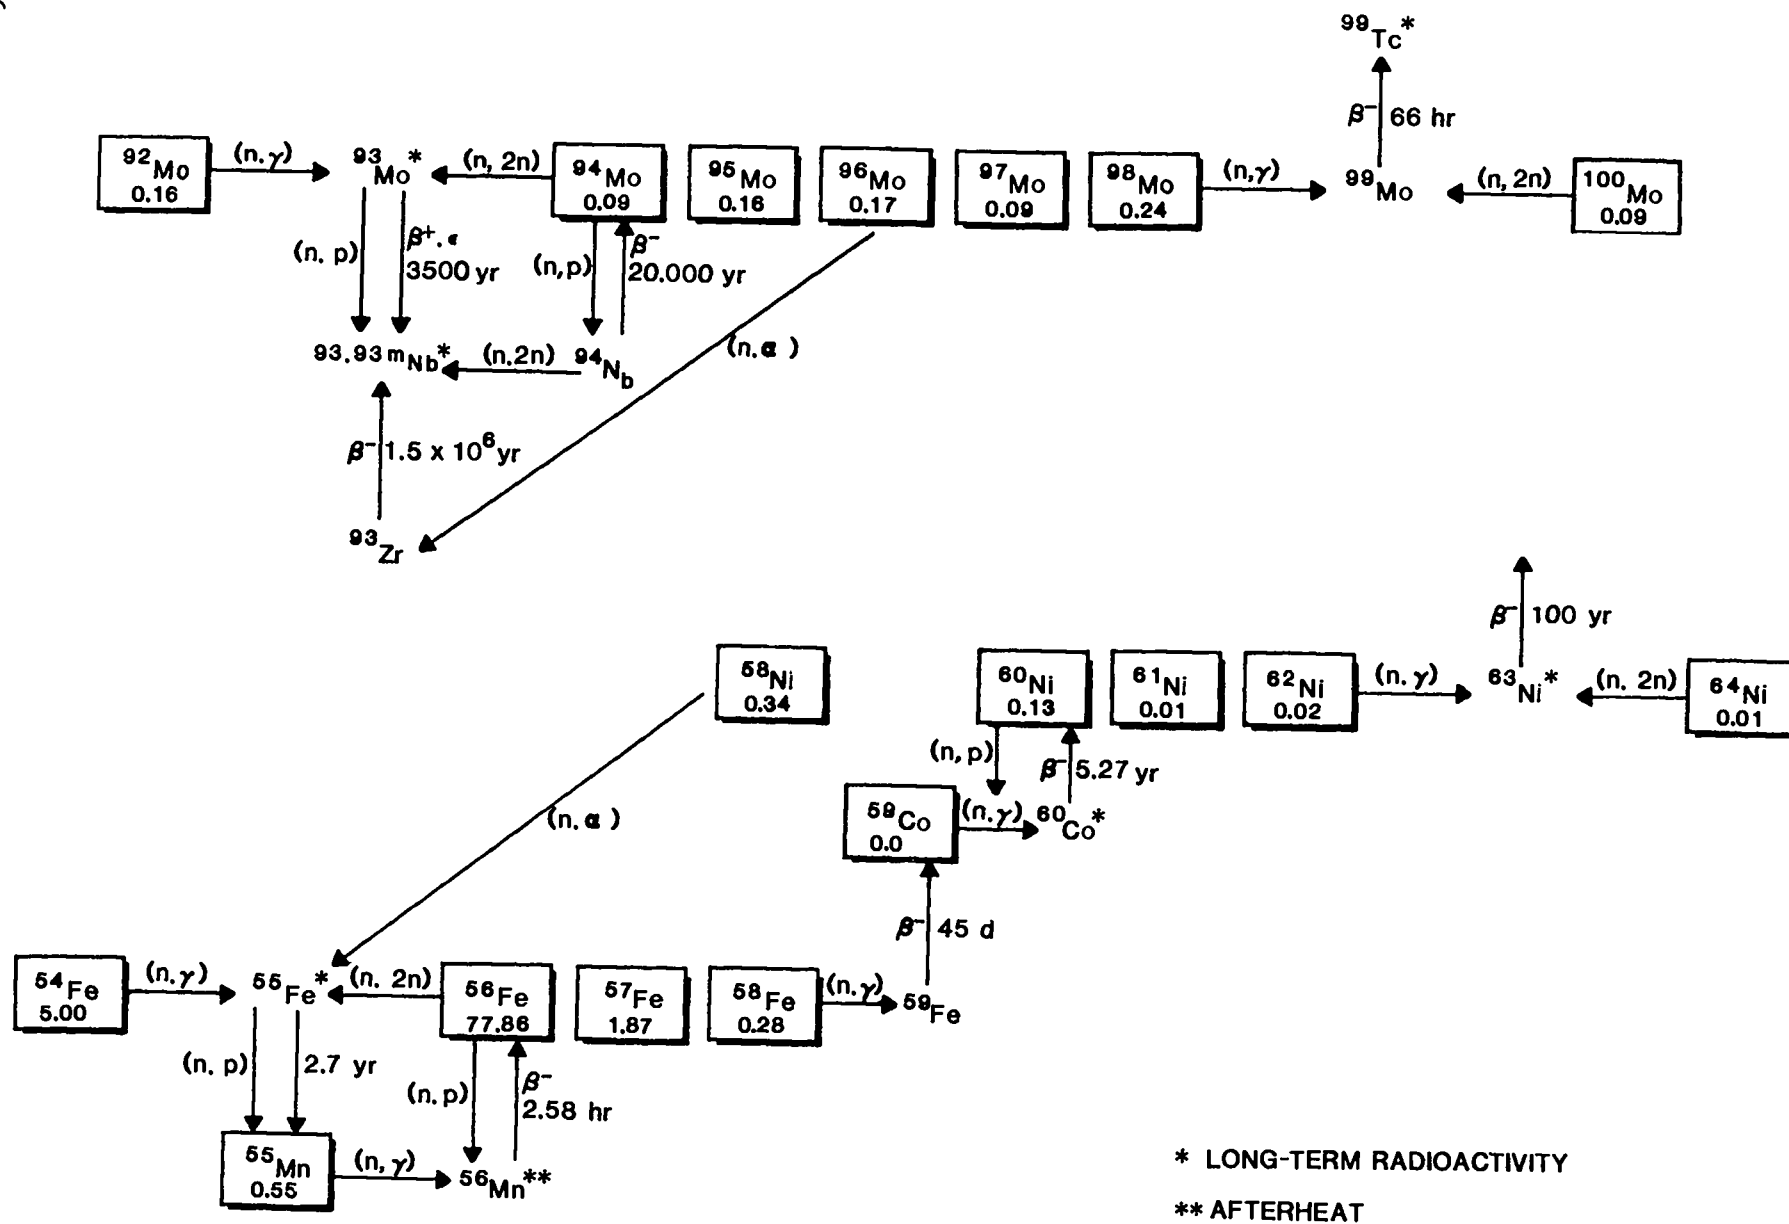 ⁹⁹Tc*
β⁻ 66 hr
⁹²Mo
0.16
(n.γ)
⁹³Mo*
(n, 2n)
⁹⁴Mo
0.09
⁹⁵Mo
0.16
⁹⁶Mo
0.17
⁹⁷Mo
0.09
⁹⁸Mo
0.24
(n,γ)
⁹⁹Mo
(n, 2n)
¹⁰⁰Mo
0.09
(n. p)
β⁺. ϵ
3500 yr
(n,p)
β⁻
20.000 yr
93.93mNb*
(n.2n)
⁹⁴Nb
(n.α )
β⁻ 1.5 x 10⁶ yr
⁹³Zr
β⁻ 100 yr
⁵⁸Ni
0.34
⁶⁰Ni
0.13
⁶¹Ni
0.01
⁶²Ni
0.02
(n.γ)
⁶³Ni*
(n. 2n)
⁶⁴Ni
0.01
(n,p)
β⁻ 5.27 yr
(n.α )
⁵⁹Co
0.0
(n.γ)
⁶⁰Co*
β⁻ 45 d
⁵⁴Fe
5.00
(n.γ)
⁵⁵Fe*
(n. 2n)
⁵⁶Fe
77.86
⁵⁷Fe
1.87
⁵⁸Fe
0.28
(n.γ)
⁵⁹Fe
(n. p)
2.7 yr
(n.p)
β⁻
2.58 hr
⁵⁵Mn
0.55
(n,γ)
⁵⁶Mn**
* LONG-TERM RADIOACTIVITY
** AFTERHEAT